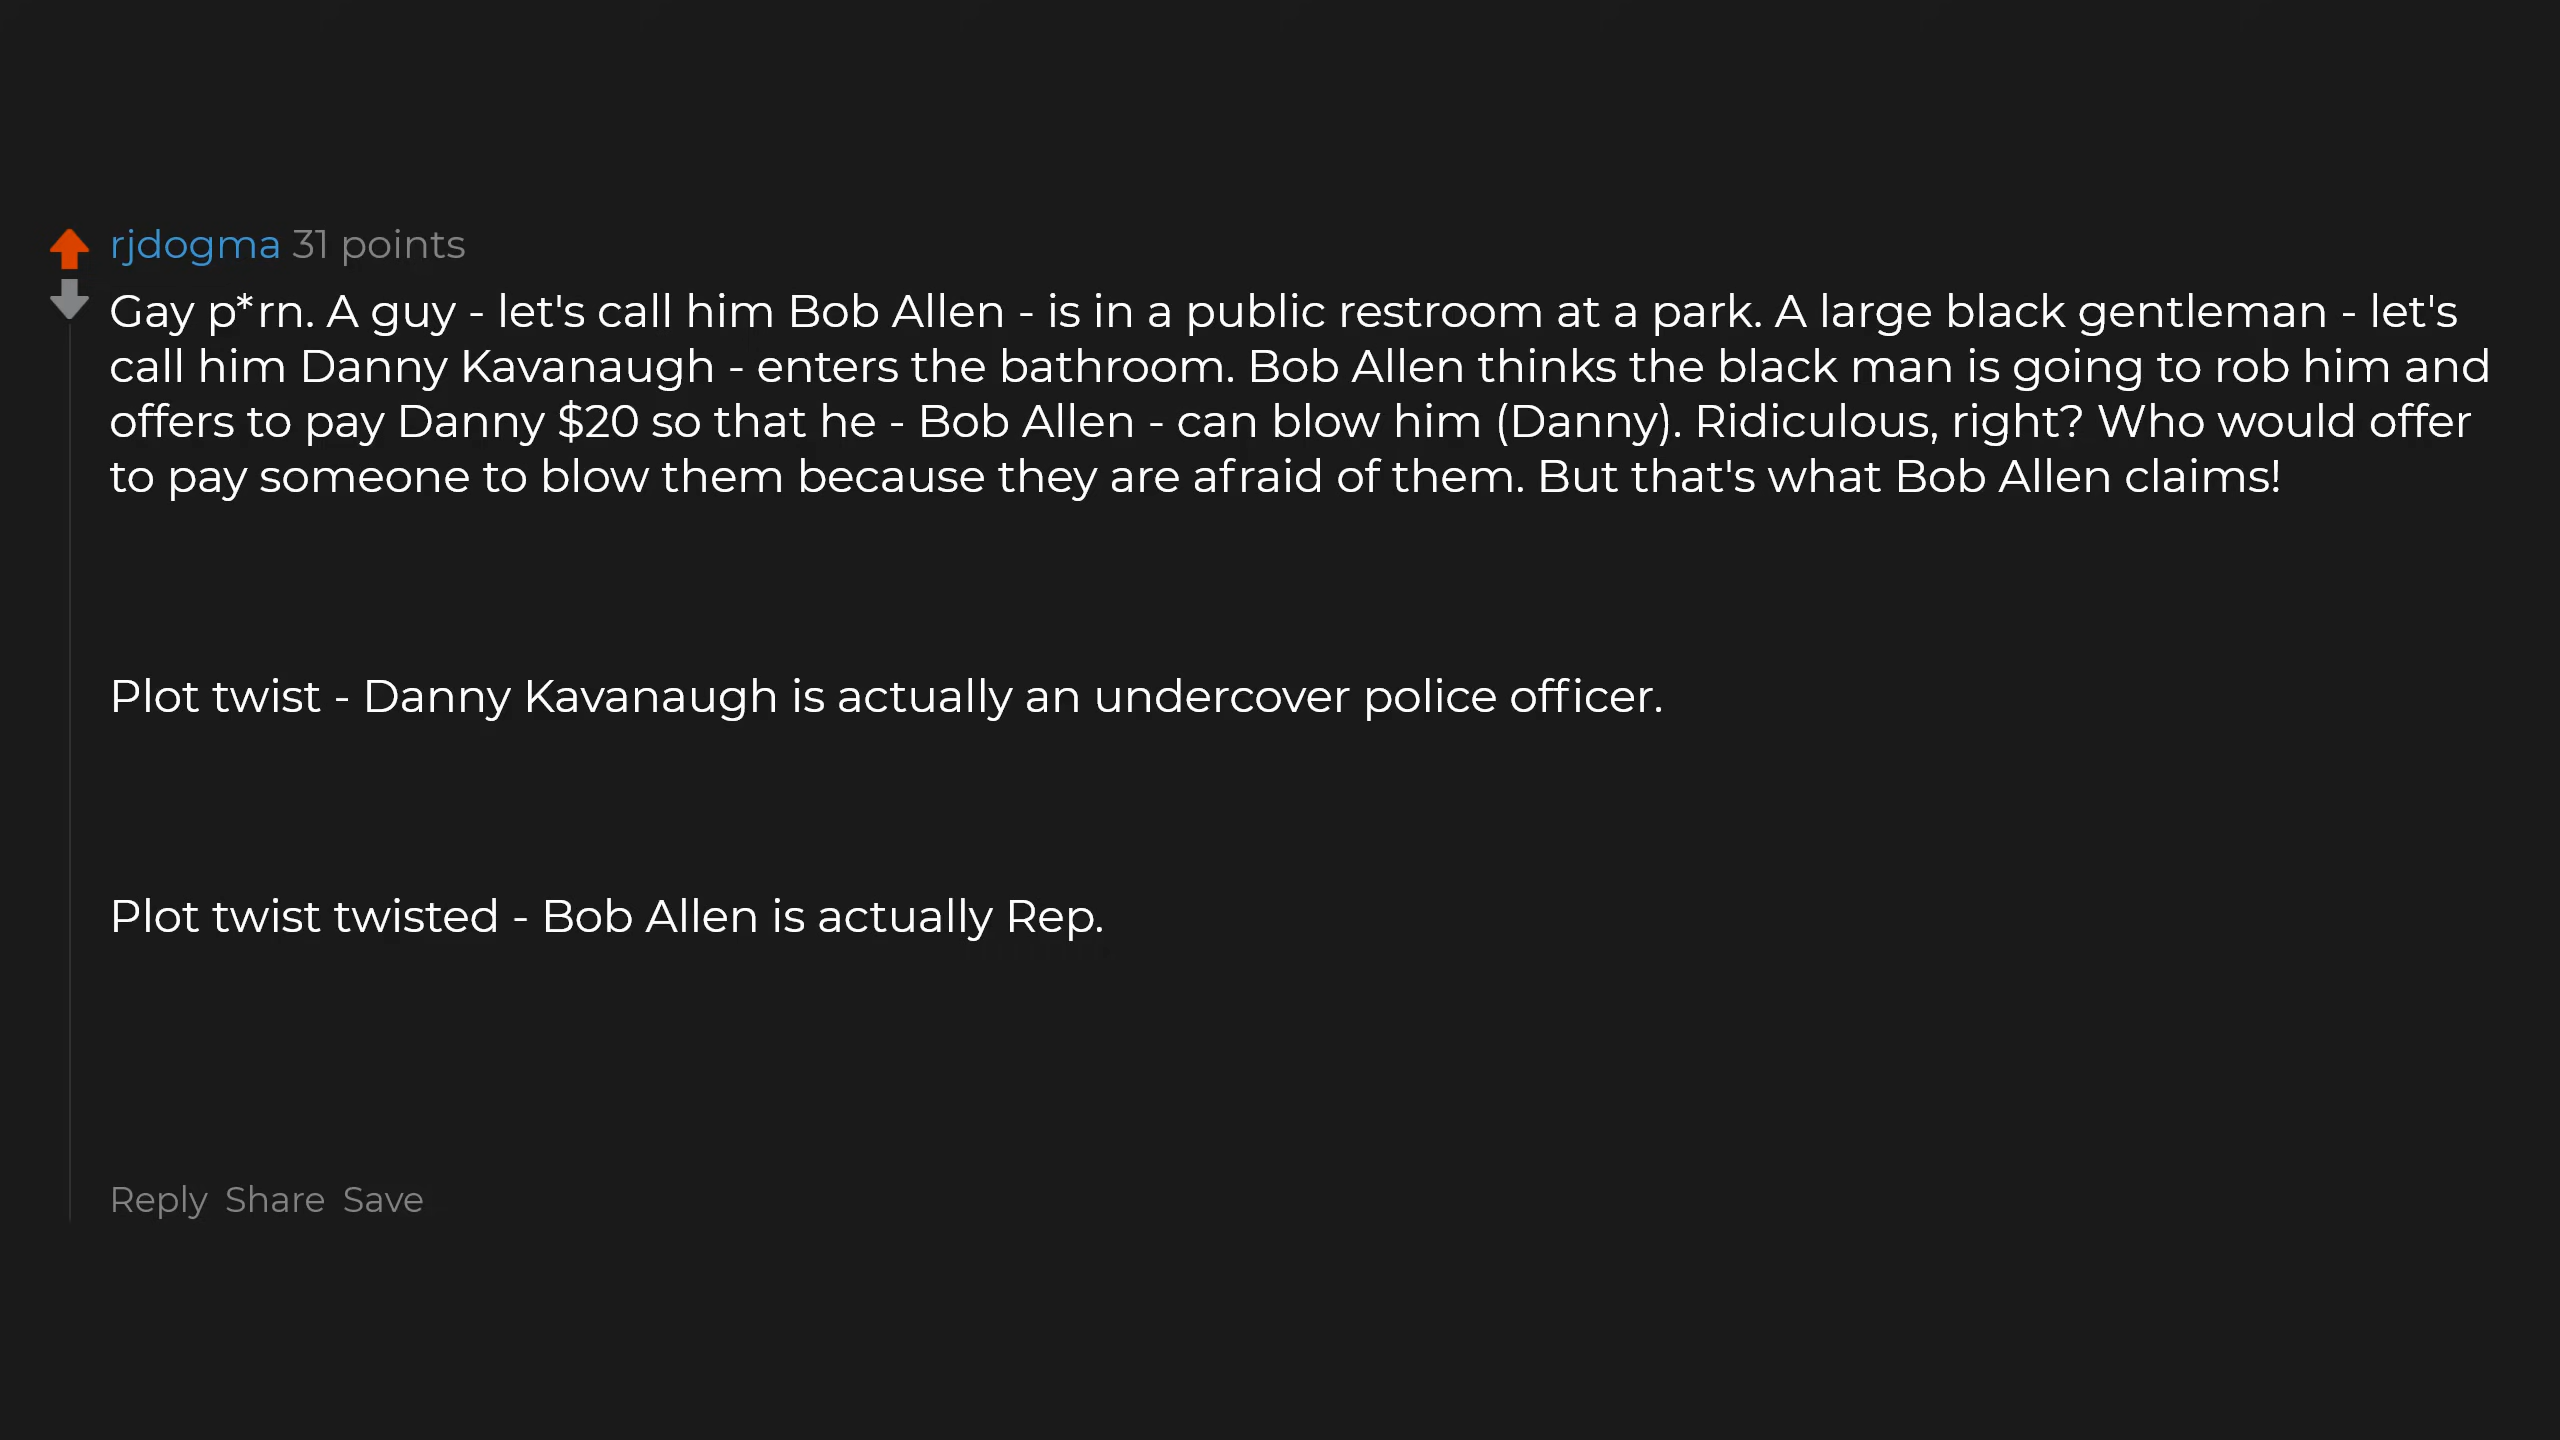 rjdogma 31 points
Gay p*rn. A guy - let's call him Bob Allen - is in a public restroom at a park. A large black gentleman - let's
call him Danny Kavanaugh - enters the bathroom. Bob Allen thinks the black man is going to rob him and
offers to pay Danny $20 so that he - Bob Allen - can blow him (Danny). Ridiculous, right? Who would offer
to pay someone to blow them because they are afraid of them. But that's what Bob Allen claims!
Plot twist - Danny Kavanaugh is actually an undercover police officer.
Plot twist twisted - Bob Allen is actually Rep.
Reply Share Save